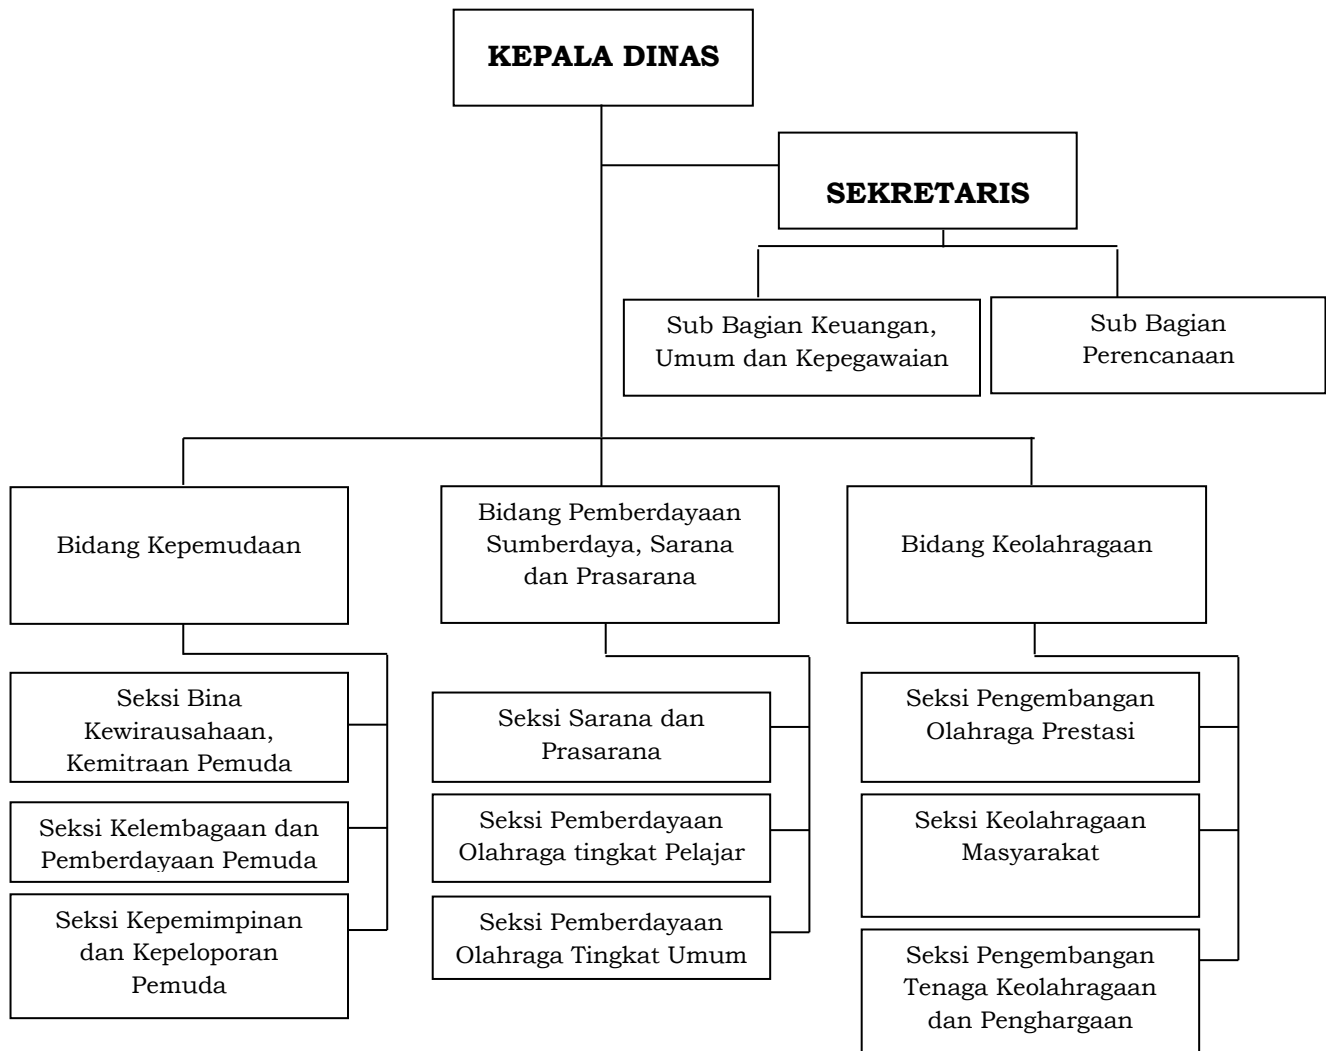 KEPALA DINAS
SEKRETARIS
Sub Bagian Keuangan,
Umum dan Kepegawaian
Sub Bagian
Perencanaan
Bidang Kepemudaan
Bidang Pemberdayaan
Sumberdaya, Sarana
dan Prasarana
Bidang Keolahragaan
Seksi Bina
Kewirausahaan,
Kemitraan Pemuda
Seksi Kelembagaan dan
Pemberdayaan Pemuda
Seksi Kepemimpinan
dan Kepeloporan
Pemuda
Seksi Sarana dan
Prasarana
Seksi Pemberdayaan
Olahraga tingkat Pelajar
Seksi Pemberdayaan
Olahraga Tingkat Umum
Seksi Pengembangan
Olahraga Prestasi
Seksi Keolahragaan
Masyarakat
Seksi Pengembangan
Tenaga Keolahragaan
dan Penghargaan